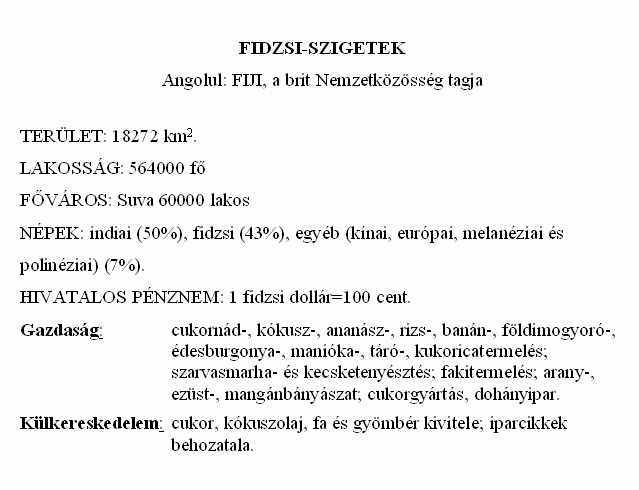 FIDZSI-SZIGETEK
Angolul: FIJI, a brit Nemzetközösség tagja
TERÜLET: 18272 km².
LAKOSSÁG: 564000 fő
FŐVÁROS: Suva 60000 lakos
NÉPEK: indiai (50%), fidzsi (43%), egyéb (kínai, európai, melanéziai és
polinéziai) (7%).
HIVATALOS PÉNZNEM: 1 fidzsi dollár=100 cent.
Gazdaság: cukornád-, kókusz-, ananász-, rizs-, banán-, földimogyoró-,
édesburgonya-, manióka-, táró-, kukoricatermelés;
szarvasmarha- és kecsketenyésztés; fakitermelés; arany-,
ezüst-, mangánbányászat; cukorgyártás, dohányipar.
Külkereskedelem: cukor, kókuszolaj, fa és gyömbér kivitele; iparcikkek
behozatala.